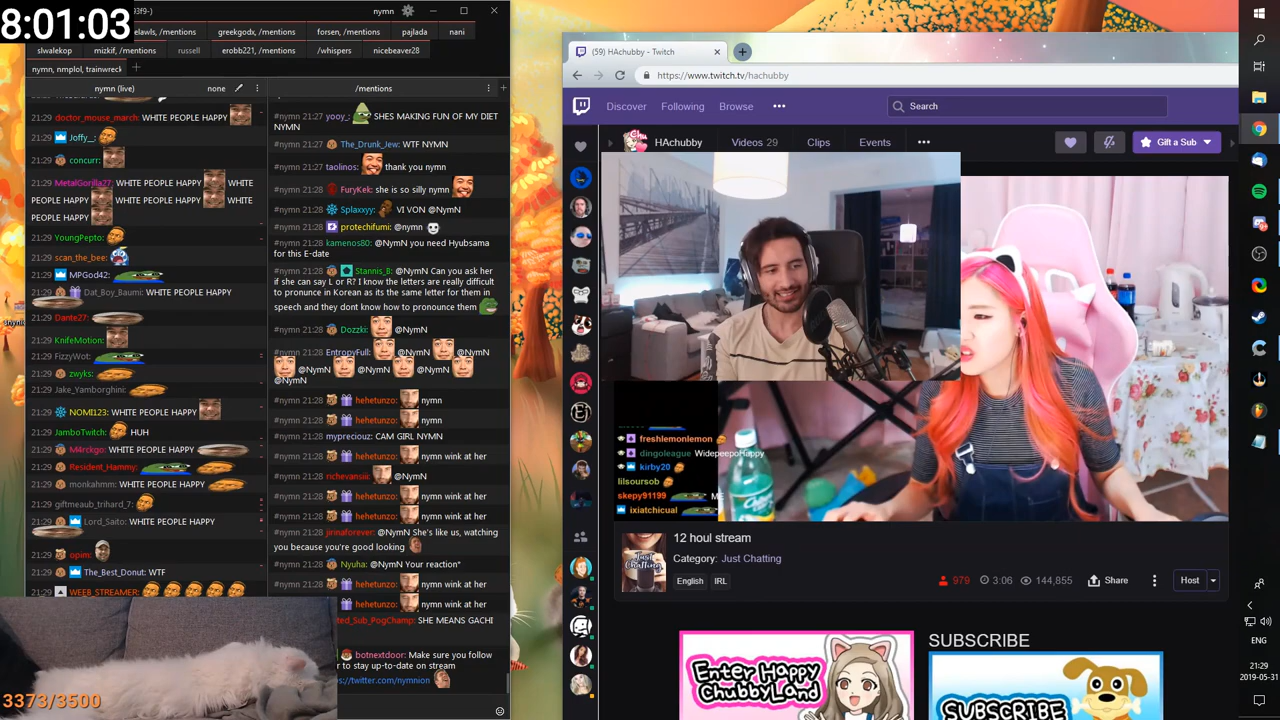 8:01:03
93f9-)
nymn
elawls, /mentions
greekgodx, /mentions
forsen, /mentions
pajlada
nani
slwalekop
mizkif, /mentions
russell
erobb221, /mentions
/whispers
nicebeaver28
nymn, nmplol, trainwreck
nymn (live)
none
/mentions
doctor_mouse_march: WHITE PEOPLE HAPPY
Joffy__:
concurr:
MetalGorilla27: WHITE PEOPLE HAPPY WHITE
PEOPLE HAPPY WHITE PEOPLE HAPPY WHITE
PEOPLE HAPPY
21:29 YoungPepto:
21:29 scan_the_bee:
21:29 MPGod42:
21:29 Dat_Boy_Baumi: WHITE PEOPLE HAPPY
21:29 Dante27:
21:29 KnifeMotion:
21:29 FizzyWot:
21:29 zwyks:
21:29 Jake_Yamborghini:
21:29 NOMI123: WHITE PEOPLE HAPPY
21:29 JamboTwitch: HUH
21:29 M4rckgo: WHITE PEOPLE HAPPY
21:29 Resident_Hammy:
21:29 monkahmm: WHITE PEOPLE HAPPY
21:29 giftmeaub_trihard_7:
21:29 Lord_Saito: WHITE PEOPLE HAPPY
21:29 opim:
21:29 The_Best_Donut: WTF
21:29 WEEB_STREAMER:
3373/3500
#nymn 21:27 yooy_: SHES MAKING FUN OF MY DIET
NYMN
#nymn 21:27 The_Drunk_Jew: WTF NYMN
#nymn 21:27 taolinos: thank you nymn
#nymn 21:28 FuryKek: she is so silly nymn
#nymn 21:28 Splaxxyy: VI VON @NymN
#nymn 21:28 protechifumi: @nymn
#nymn 21:28 kamenos80: @NymN you need Hyubsama
for this E-date
#nymn 21:28 Stannis_B: @NymN Can you ask her
if she can say L or R? I know the letters are really difficult
to pronunce in Korean as its the same letter for them in
speech and they dont know how to pronounce them
#nymn 21:28 Dozzki: @NymN
#nymn 21:28 EntropyFull: @NymN @NymN
@NymN @NymN @NymN
@NymN
#nymn 21:28 hehetunzo: nymn
#nymn 21:28 hehetunzo: nymn
#nymn 21:28 mypreciouz: CAM GIRL NYMN
#nymn 21:28 hehetunzo: nymn wink at her
#nymn 21:28 richevansiii: @NymN
#nymn 21:28 hehetunzo: nymn wink at her
#nymn 21:28 hehetunzo: nymn wink at her
#nymn 21:28 jirinaforever: @NymN She's like us, watching
you because you're good looking
#nymn 21:28 Nyuha: @NymN Your reaction"
#nymn 21:28 hehetunzo: nymn wink at her
#nymn 21:28 hehetunzo: nymn wink at her
ted_Sub_PogChamp: SHE MEANS GACHI
botnextdoor: Make sure you follow
r to stay up-to-date on stream
ps://twitter.com/nymnion
(59) HAchubby - Twitch
https://www.twitch.tv/hachubby
Discover
Following
Browse
Search
HAchubby
Videos 29
Clips
Events
Gift a Sub
freshlemonlemon
dingoleague WidepeepoHappy
kirby20
lilsoursob
skepy91199 ME
ixiatchicual
12 houl stream
Category: Just Chatting
English
IRL
Just
Chatting
979
3:06
144,855
Share
Host
Enter Happy
ChubbyLand
SUBSCRIBE
SUBSCRIBE
ENG
21:29
2019-05-31